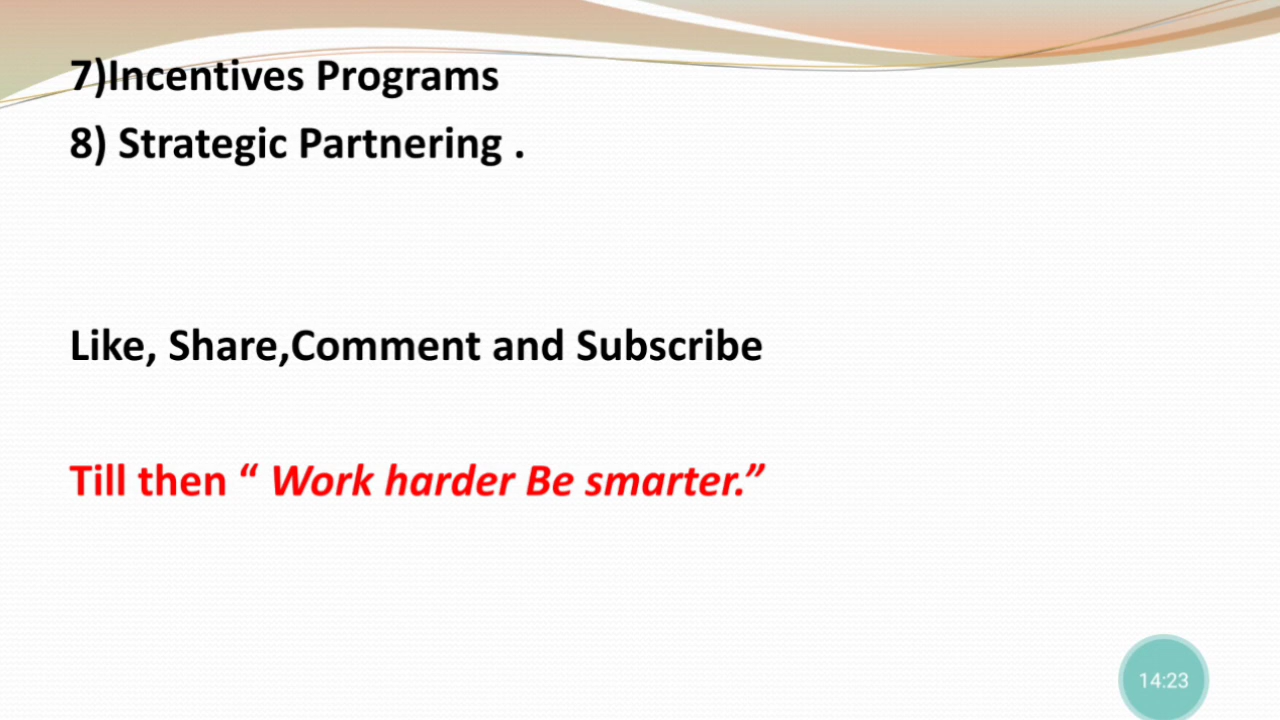 7)Incentives Programs
8) Strategic Partnering .
Like, Share,Comment and Subscribe
Till then “ Work harder Be smarter.”
14:23